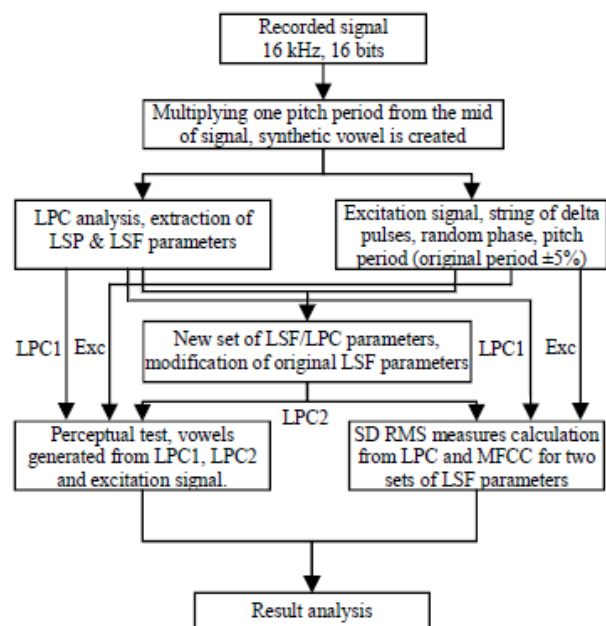 Recorded signal
16 kHz, 16 bits
Multiplying one pitch period from the mid
of signal, synthetic vowel is created
LPC analysis, extraction of
LSP & LSF parameters
Excitation signal, string of delta
pulses, random phase, pitch
period (original period ±5%)
LPC1
Exc
New set of LSF/LPC parameters,
modification of original LSF parameters
LPC1
Exc
LPC2
Perceptual test, vowels
generated from LPC1, LPC2
and excitation signal.
SD RMS measures calculation
from LPC and MFCC for two
sets of LSF parameters
Result analysis